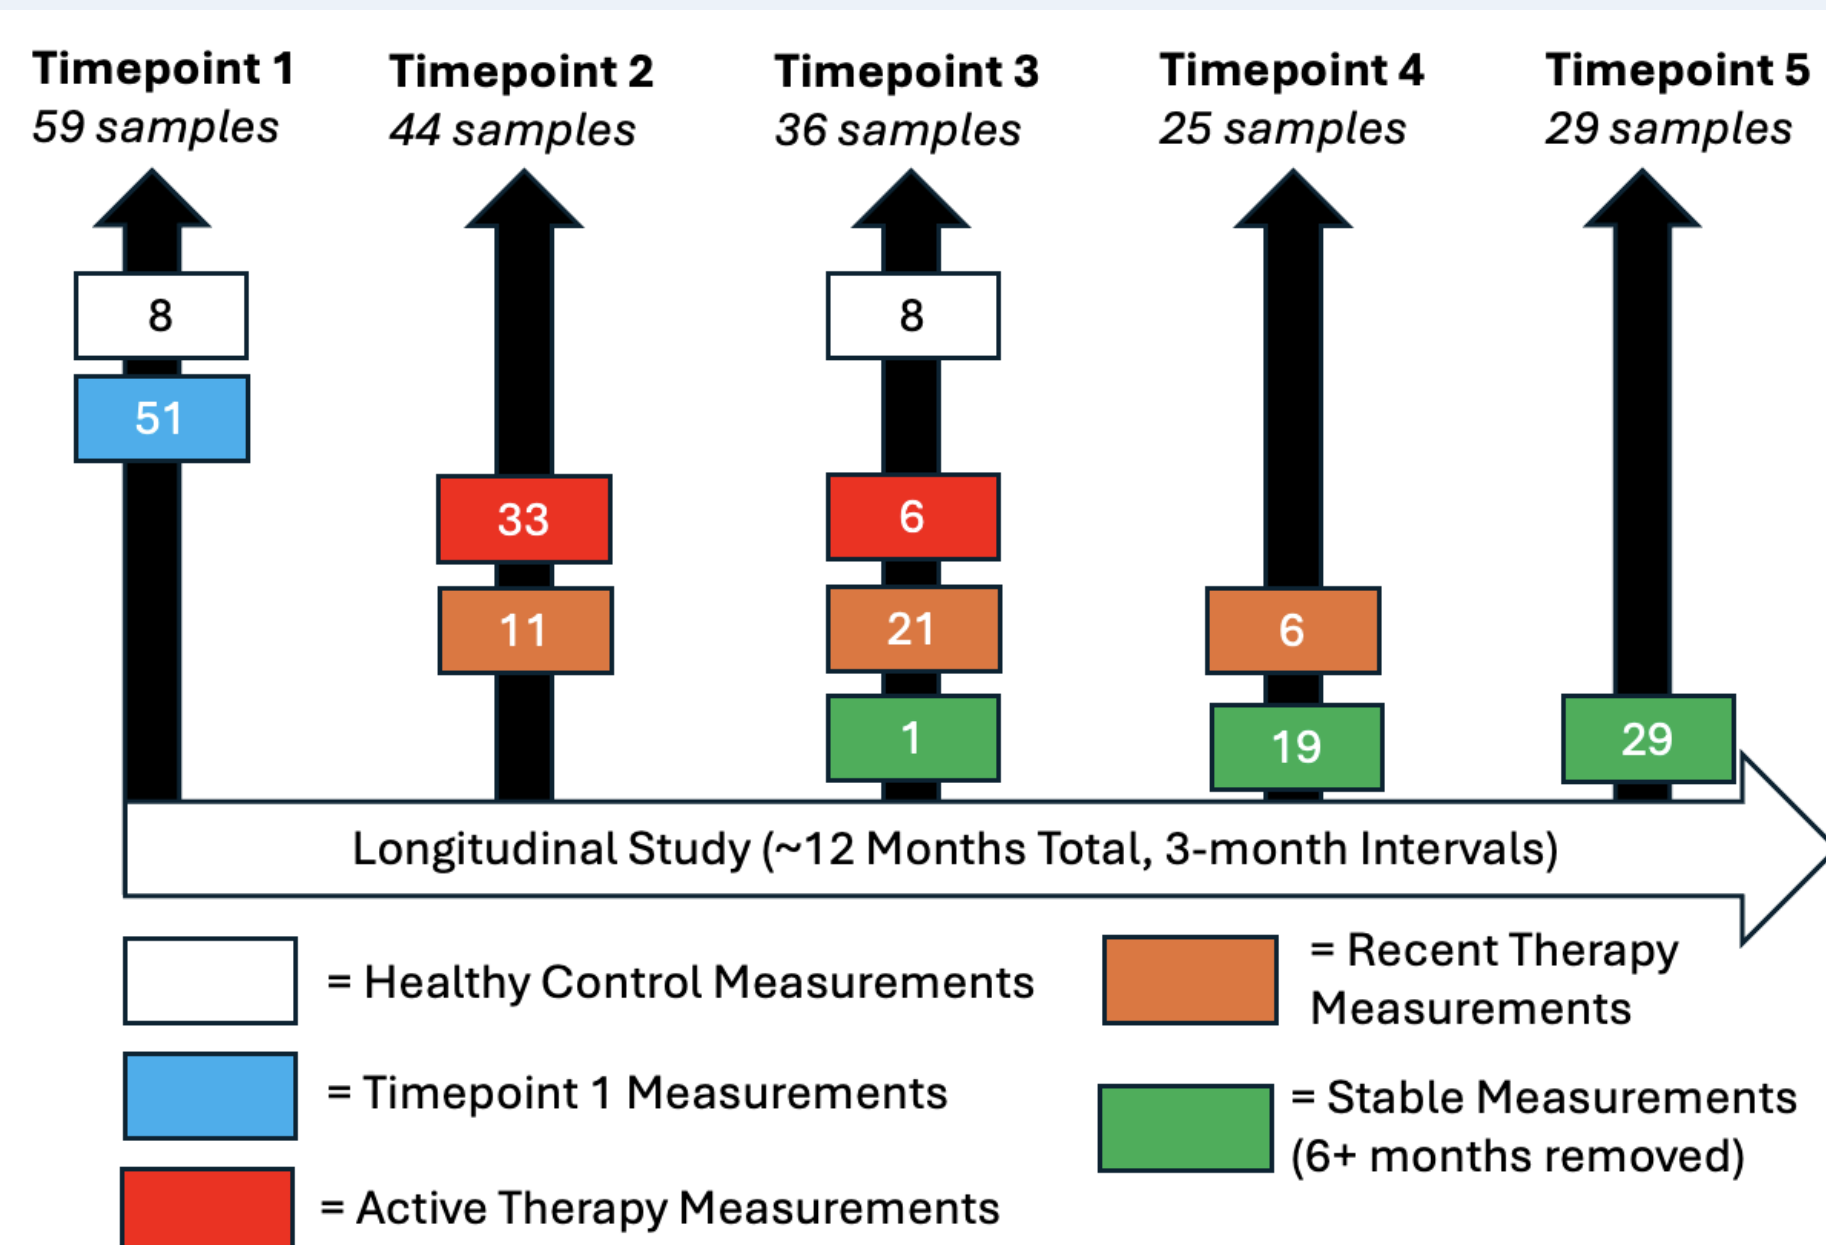 Timepoint 1
59 samples
Timepoint 2
44 samples
Timepoint 3
36 samples
Timepoint 4
25 samples
Timepoint 5
29 samples
8
51
33
11
8
6
21
1
6
19
29
Longitudinal Study (~12 Months Total, 3-month Intervals)
= Healthy Control Measurements
= Timepoint 1 Measurements
= Active Therapy Measurements
= Recent Therapy
Measurements
= Stable Measurements
(6+ months removed)